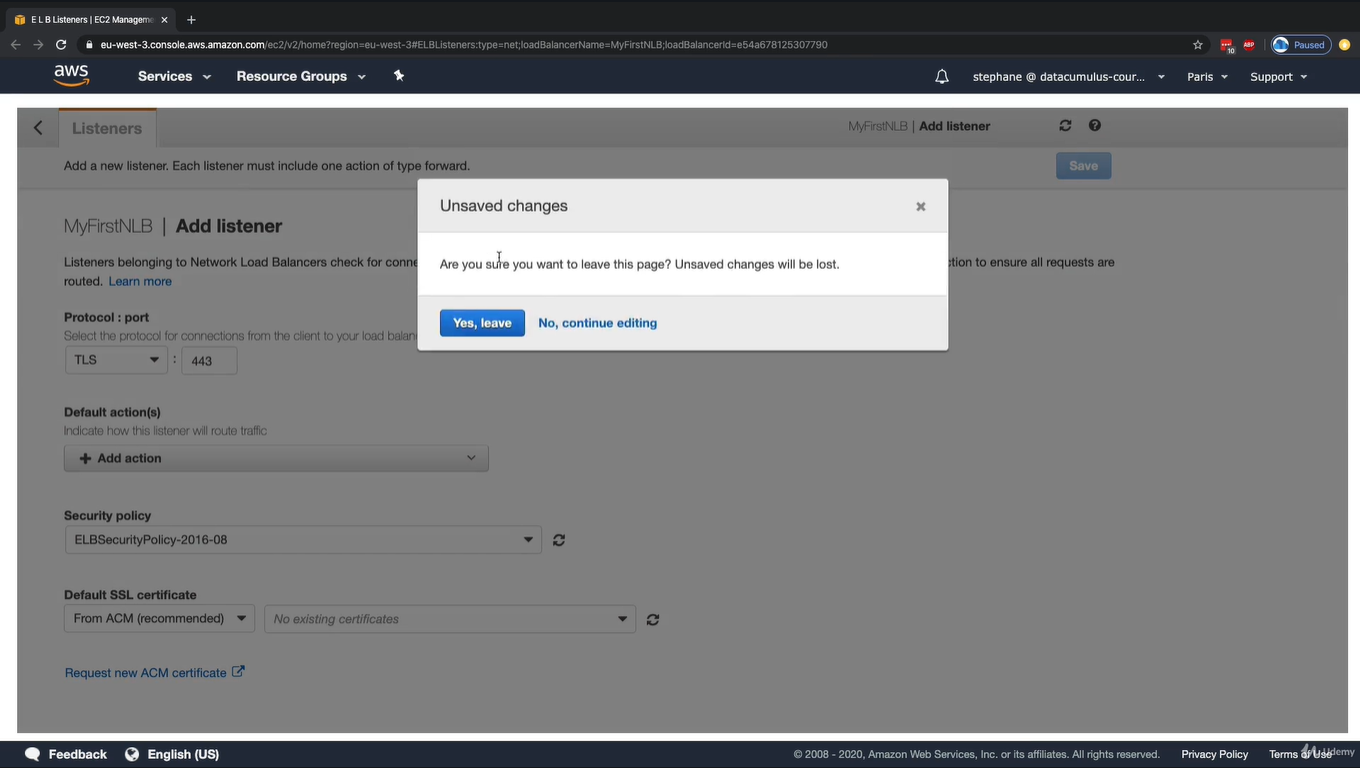 E L B Listeners | EC2 Manageme
eu-west-3.console.aws.amazon.com/ec2/v2/home?region=eu-west-3#ELBListeners:type=net;loadBalancerName=MyFirstNLB;loadBalancerId=e54a678125307790
10
ABP
Paused
aws
Services
Resource Groups
stephane @ datacumulus-cour...
Paris
Support
Listeners
MyFirstNLB | Add listener
Add a new listener. Each listener must include one action of type forward.
Save
Unsaved changes
Are you sure you want to leave this page? Unsaved changes will be lost.
Yes, leave
No, continue editing
MyFirstNLB | Add listener
Listeners belonging to Network Load Balancers check for conne
ction to ensure all requests are
routed. Learn more
Protocol : port
Select the protocol for connections from the client to your load balan
TLS : 443
Default action(s)
Indicate how this listener will route traffic
Add action
Security policy
ELBSecurityPolicy-2016-08
Default SSL certificate
From ACM (recommended)
No existing certificates
Request new ACM certificate
Feedback
English (US)
© 2008 - 2020, Amazon Web Services, Inc. or its affiliates. All rights reserved.
Privacy Policy
Terms of Use
Udemy